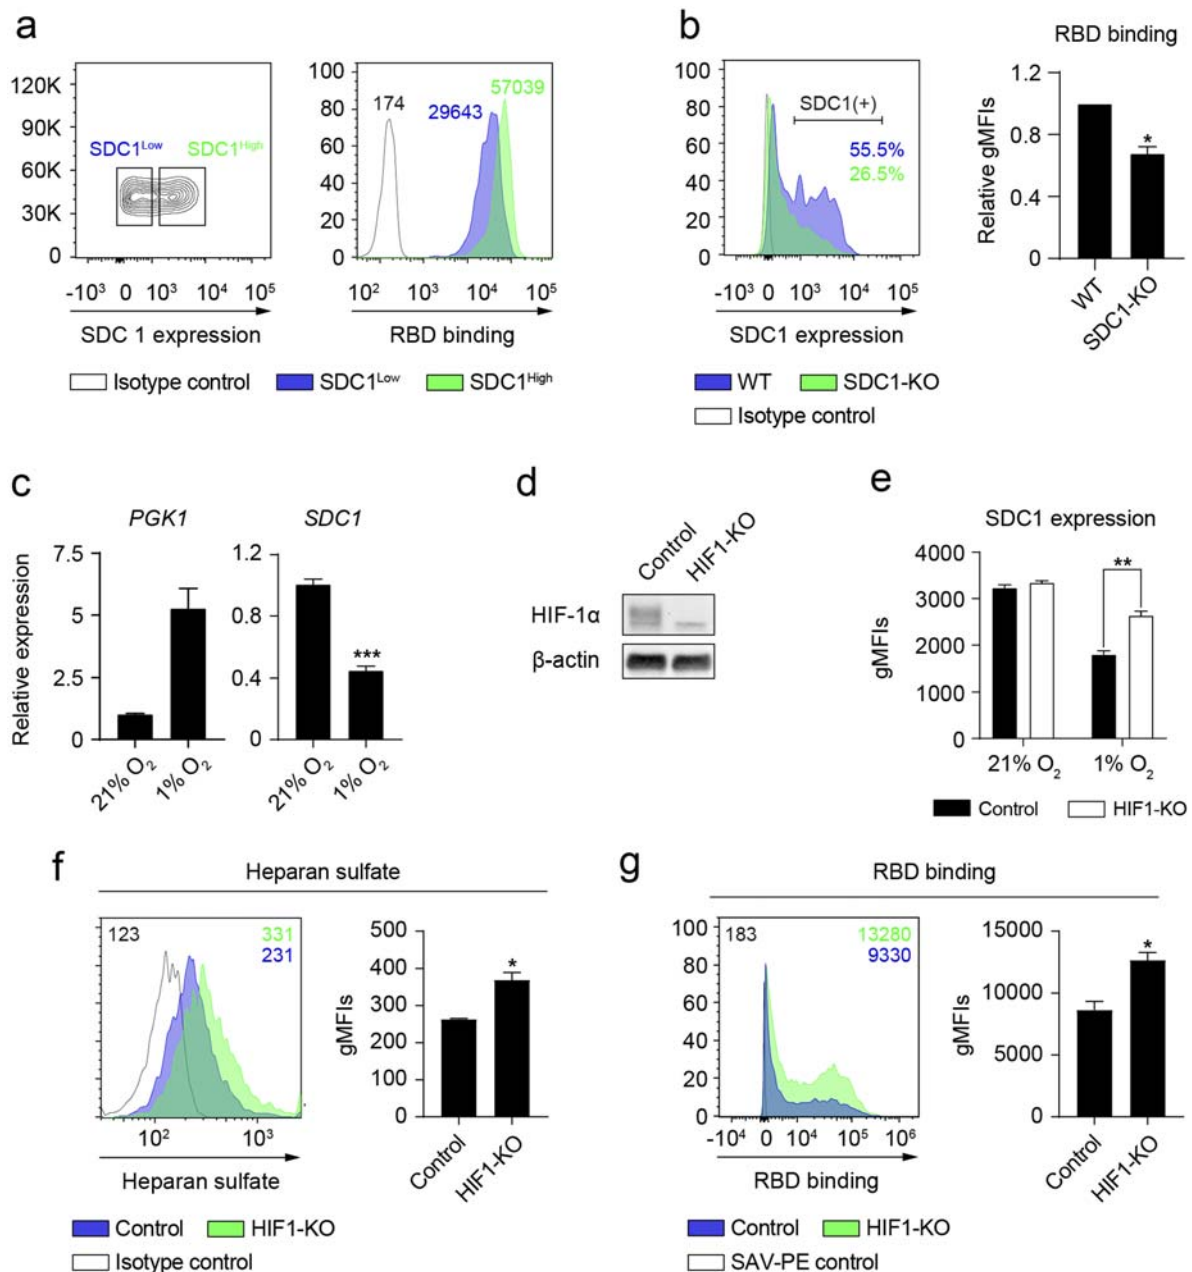 a
120K
90K
60K
30K
0
SDC1Low
SDC1High
-10³ 0 10³ 10⁴ 10⁵
SDC 1 expression
100
80
60
40
20
0
174
29643
57039
10² 10³ 10⁴ 10⁵
RBD binding
Isotype control
SDC1Low
SDC1High
b
100
80
60
40
20
0
SDC1(+)
55.5%
26.5%
-10³ 0 10³ 10⁴ 10⁵
SDC1 expression
WT
SDC1-KO
Isotype control
RBD binding
Relative gMFIs
1.2
0.8
0.4
0
*
WT
SDC1-KO
c
PGK1
Relative expression
7.5
5
2.5
0
21% O₂
1% O₂
SDC1
1.2
0.8
0.4
0
***
21% O₂
1% O₂
d
Control
HIF1-KO
HIF-1α
β-actin
e
SDC1 expression
gMFIs
4000
3000
2000
1000
0
**
21% O₂
1% O₂
Control
HIF1-KO
f
Heparan sulfate
123
331
231
10² 10³
Heparan sulfate
gMFIs
500
400
300
200
100
0
*
Control
HIF1-KO
Control
HIF1-KO
Isotype control
g
RBD binding
100
80
60
40
20
0
183
13280
9330
-10⁴ 0 10⁴ 10⁵ 10⁶
RBD binding
gMFIs
15000
10000
5000
0
*
Control
HIF1-KO
Control
HIF1-KO
SAV-PE control